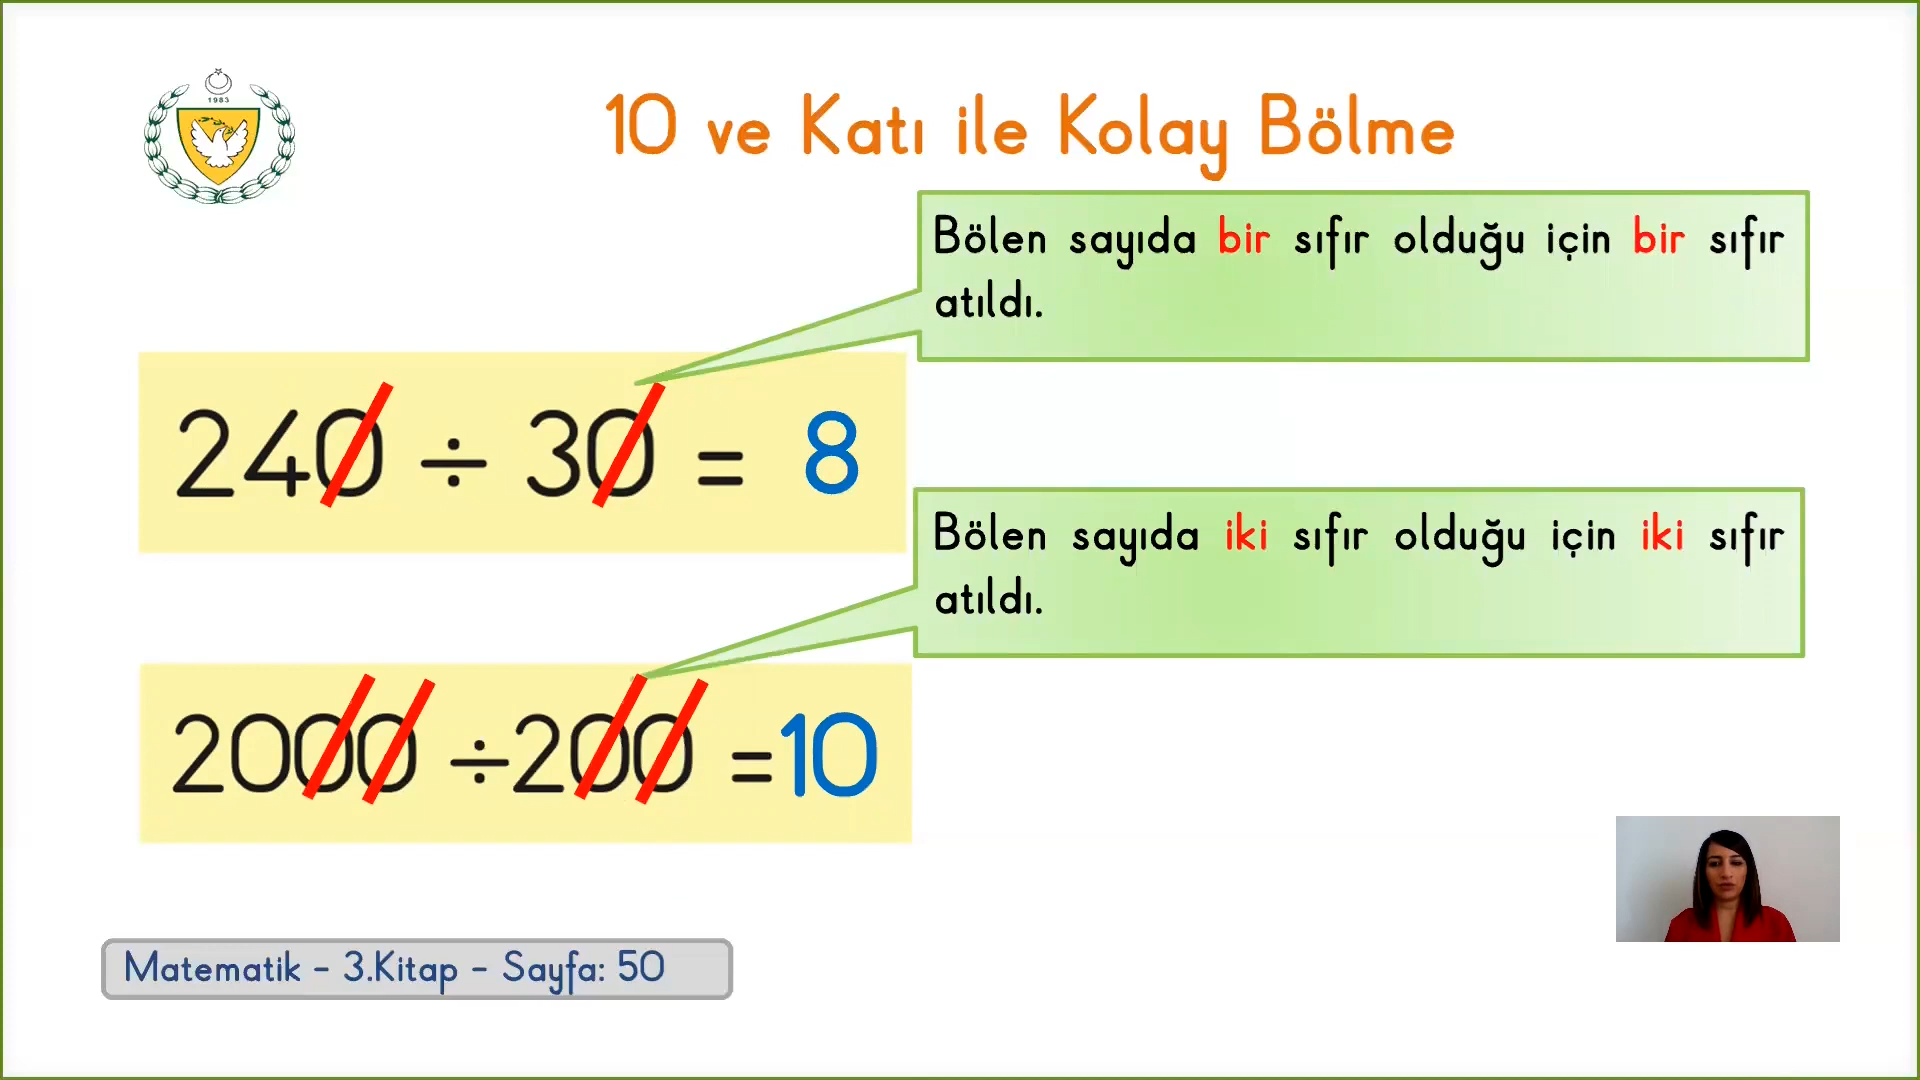 1983
10 ve Katı ile Kolay Bölme
Bölen sayıda bir sıfır olduğu için bir sıfır
atıldı.
240 ÷ 30 = 8
Bölen sayıda iki sıfır olduğu için iki sıfır
atıldı.
2000 ÷200 =10
Matematik - 3.Kitap - Sayfa: 50